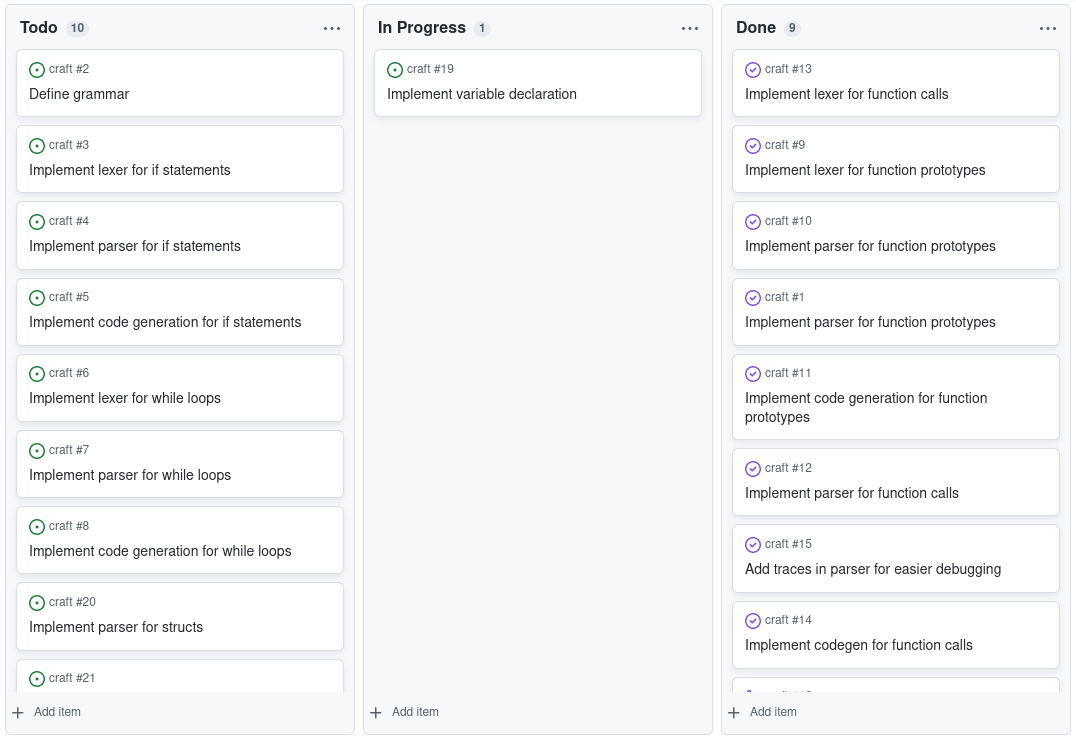 Todo 10
craft #2
Define grammar
craft #3
Implement lexer for if statements
craft #4
Implement parser for if statements
craft #5
Implement code generation for if statements
craft #6
Implement lexer for while loops
craft #7
Implement parser for while loops
craft #8
Implement code generation for while loops
craft #20
Implement parser for structs
craft #21
Add item
In Progress 1
craft #19
Implement variable declaration
Add item
Done 9
craft #13
Implement lexer for function calls
craft #9
Implement lexer for function prototypes
craft #10
Implement parser for function prototypes
craft #1
Implement parser for function prototypes
craft #11
Implement code generation for function
prototypes
craft #12
Implement parser for function calls
craft #15
Add traces in parser for easier debugging
craft #14
Implement codegen for function calls
Add item